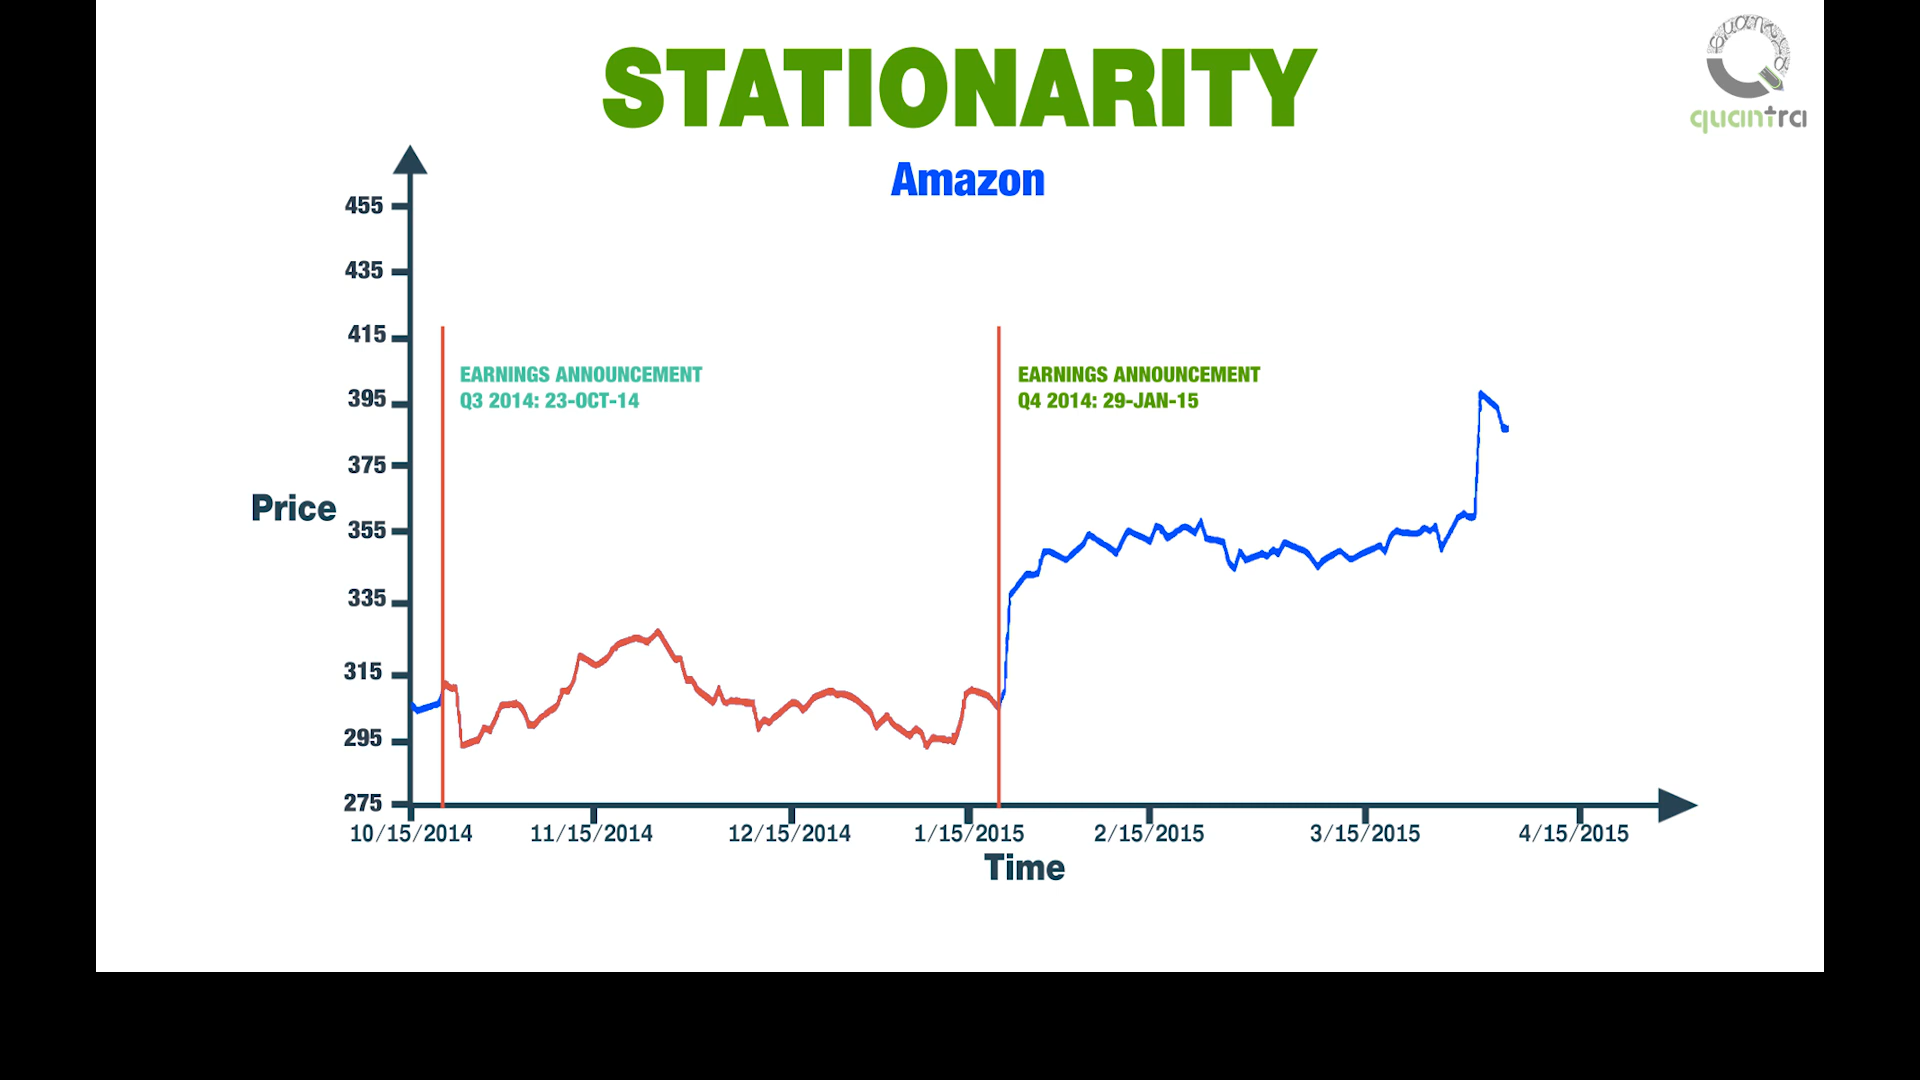 STATIONARITY
quantra
Amazon
455
435
415
395
375
355
335
315
295
275
Price
EARNINGS ANNOUNCEMENT
Q3 2014: 23-OCT-14
EARNINGS ANNOUNCEMENT
Q4 2014: 29-JAN-15
10/15/2014 11/15/2014 12/15/2014 1/15/2015 2/15/2015 3/15/2015 4/15/2015
Time